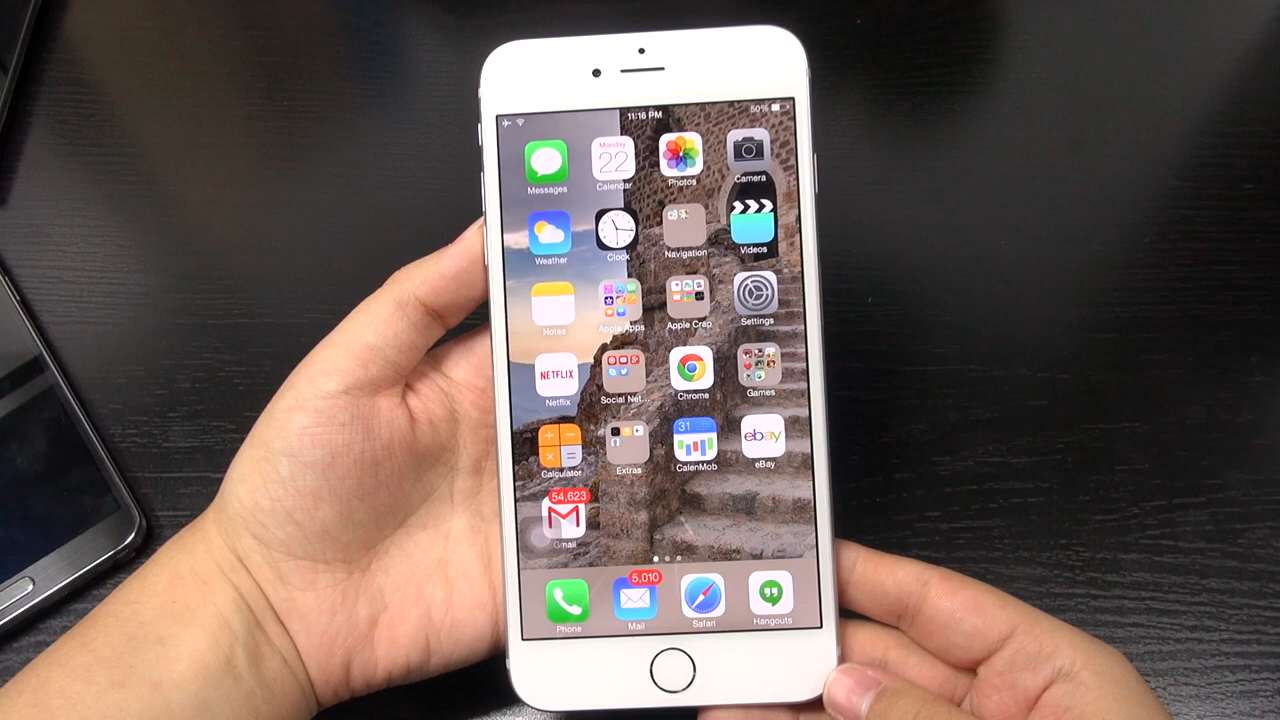 11:16 PM
50%
Messages
Monday
22
Calendar
Photos
Camera
Weather
Clock
Navigation
Videos
Notes
Apple Apps
Apple Crap
Settings
NETFLIX
Netflix
Social Net...
Chrome
Games
Calculator
Extras
31
CalenMob
ebay
eBay
54,623
Gmail
Phone
5,010
Mail
Safari
Hangouts